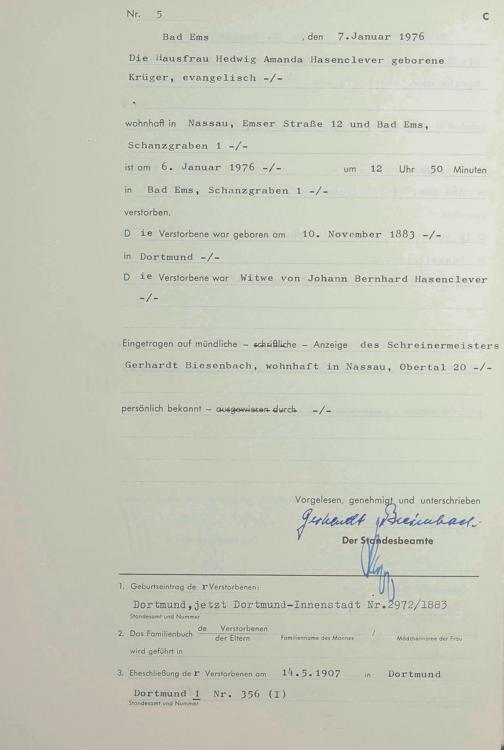 Nr. 5 C
Bad Ems , den 7.Januar 1976
Die Hausfrau Hedwig Amanda Hasenclever geborene
Krüger, evangelisch -/-
wohnhaft in Nassau, Emser Straße 12 und Bad Ems,
Schanzgraben 1 -/-
ist am 6. Januar 1976 -/- um 12 Uhr 50 Minuten
in Bad Ems, Schanzgraben 1 -/-
verstorben.
D ie Verstorbene war geboren am 10. November 1883 -/-
in Dortmund -/-
D ie Verstorbene war Witwe von Johann Bernhard Hasenclever
-/-
Eingetragen auf mündliche – schriftliche – Anzeige des Schreinermeisters
Gerhardt Biesenbach, wohnhaft in Nassau, Obertal 20 -/-
persönlich bekannt – ausgewiesen durch -/-
Vorgelesen, genehmigt und unterschrieben
Gerhardt Biesenbach
Der Standesbeamte
1. Geburtseintrag de r Verstorbenen:
Dortmund,jetzt Dortmund-Innenstadt Nr.2972/1883
Standesamt und Nummer
2. Das Familienbuch de Verstorbenen
der Eltern Familienname des Mannes / Mädchenname der Frau
wird geführt in
3. Eheschließung de r Verstorbenen am 14.5.1907 in Dortmund
Dortmund 1 Nr. 356 (I)
Standesamt und Nummer